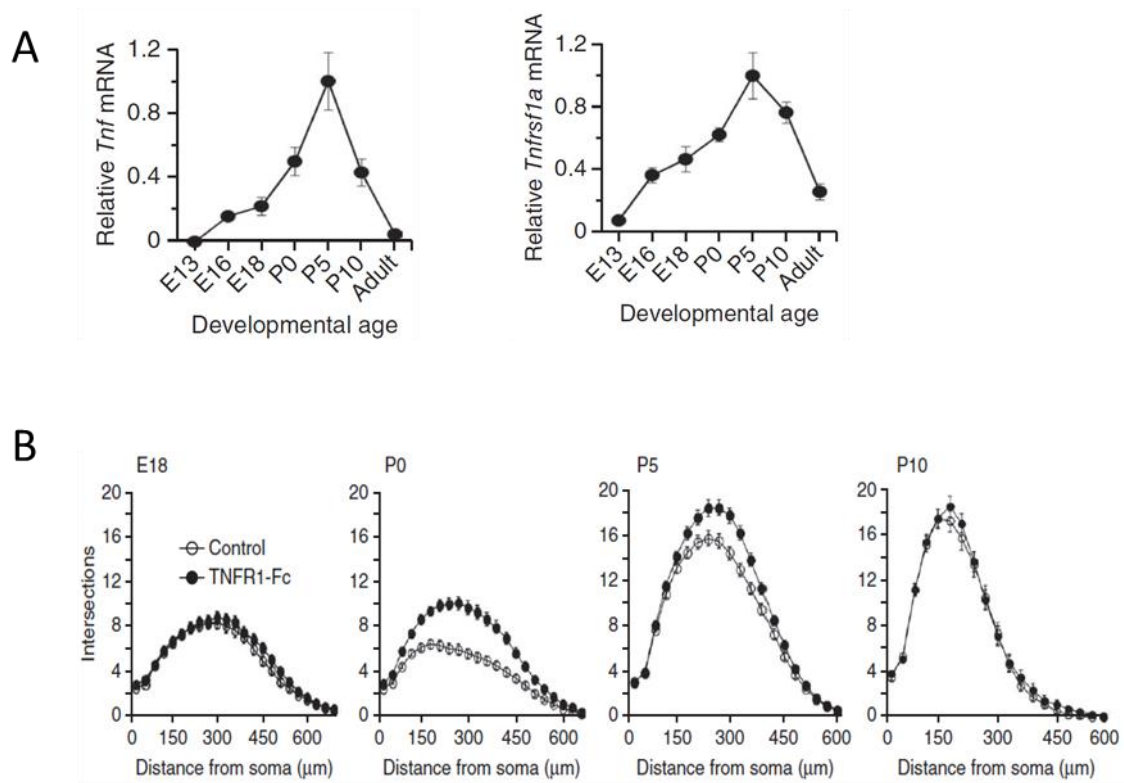 A
Relative Tnf mRNA
1.2
0.8
0.4
0
E13
E16
E18
P0
P5
P10
Adult
Developmental age
Relative Tnfrsf1a mRNA
1.2
0.8
0.4
0
E13
E16
E18
P0
P5
P10
Adult
Developmental age
B
E18
Intersections
20
16
12
8
4
0
Control
TNFR1-Fc
0 150 300 450 600
Distance from soma (μm)
P0
20
16
12
8
4
0
0 150 300 450 600
Distance from soma (μm)
P5
20
16
12
8
4
0
0 150 300 450 600
Distance from soma (μm)
P10
20
16
12
8
4
0
0 150 300 450 600
Distance from soma (μm)